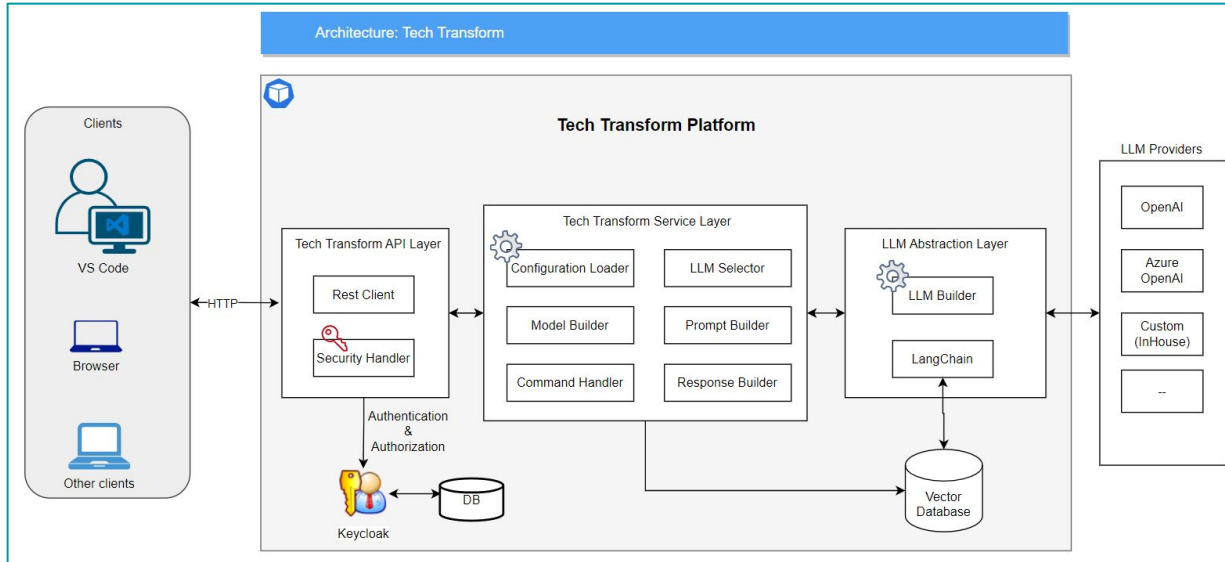 Architecture: Tech Transform
Tech Transform Platform
Clients
VS Code
Browser
Other clients
HTTP
Tech Transform API Layer
Rest Client
Security Handler
Authentication
&
Authorization
Keycloak
DB
Tech Transform Service Layer
Configuration Loader
LLM Selector
Model Builder
Prompt Builder
Command Handler
Response Builder
LLM Abstraction Layer
LLM Builder
LangChain
Vector
Database
LLM Providers
OpenAI
Azure
OpenAI
Custom
(InHouse)
--